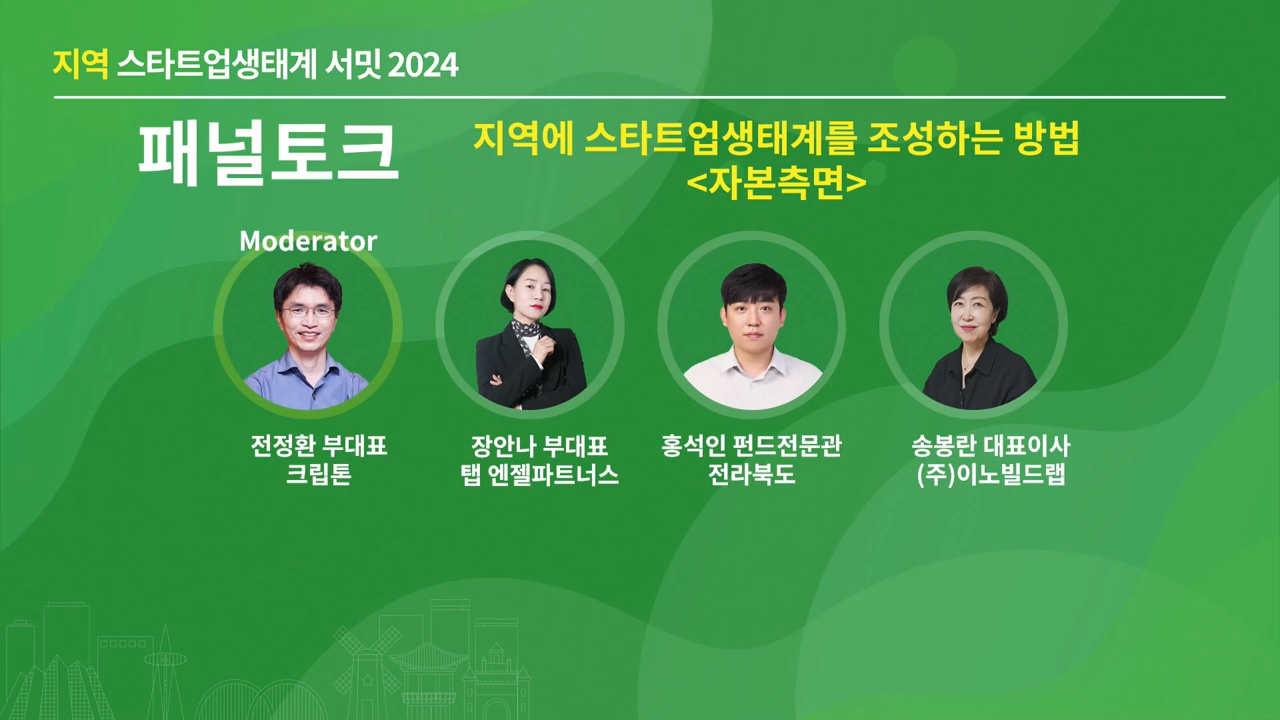 지역 스타트업생태계 서밋 2024
패널토크
지역에 스타트업생태계를 조성하는 방법
<자본측면>
Moderator
전정환 부대표
크립톤
장안나 부대표
탭 엔젤파트너스
홍석인 펀드전문관
전라북도
송봉란 대표이사
(주)이노빌드랩